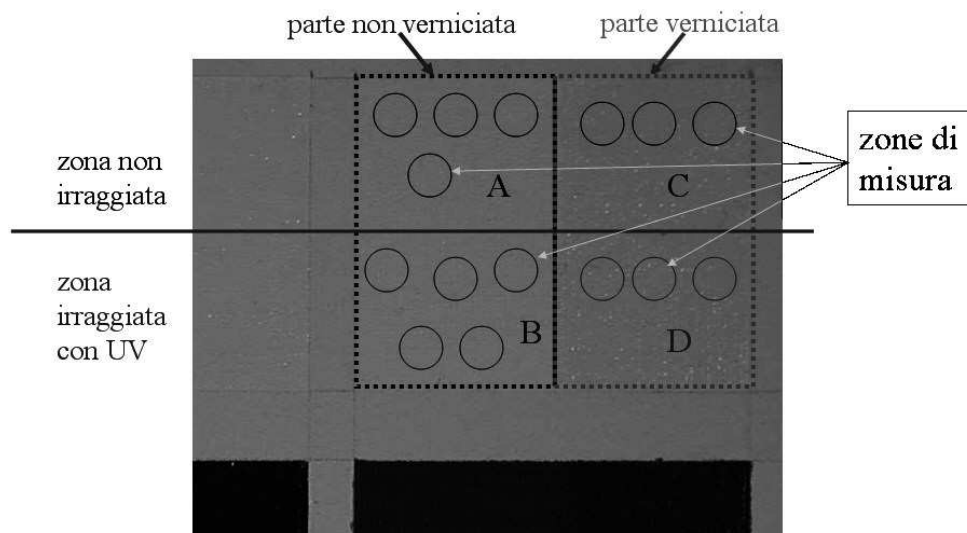 parte non verniciata
parte verniciata
zona non
irraggiata
zone di
misura
A
C
zona
irraggiata
con UV
B
D